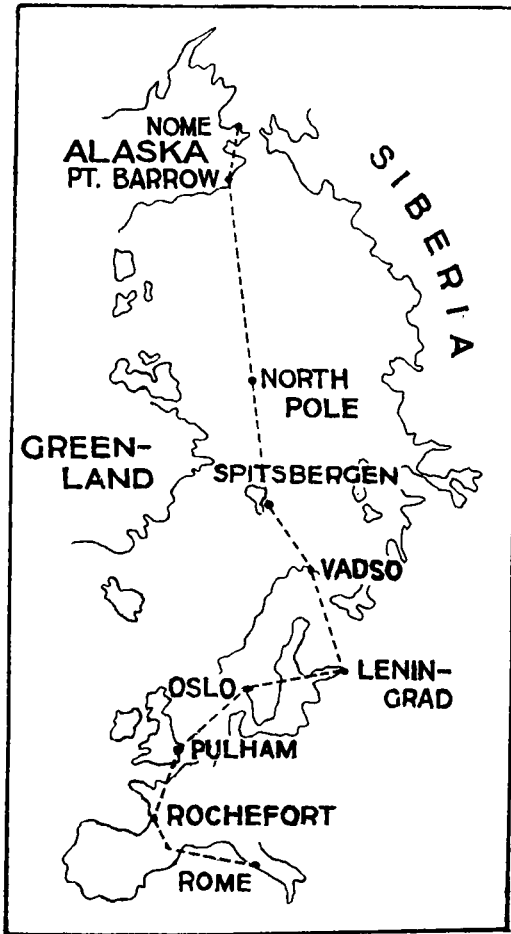 NOME
ALASKA
PT. BARROW
SIBERIA
NORTH
POLE
GREEN-
LAND
SPITSBERGEN
VADSO
LENIN-
GRAD
OSLO
PULHAM
ROCHEFORT
ROME